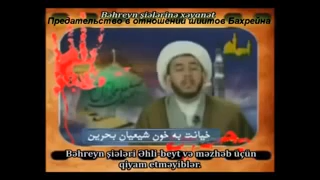 Bəhreyn şiələrinə xəyanət
Предательство в отношении шиитов Бахрейна
خیانت به خون شیعیان بحرین
Bəhreyn şiələri Əhli-beyt və məzhəb üçün
qiyam etməyiblər.